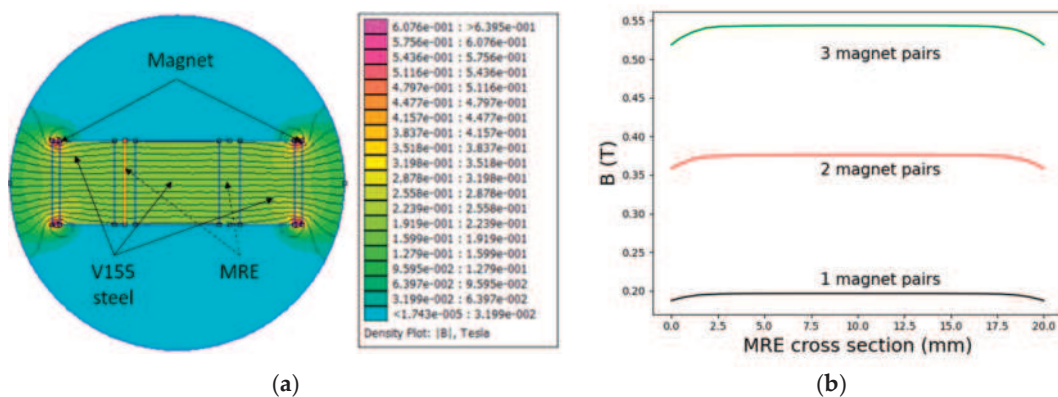 Magnet
V155
steel
MRE
6.076e-001 : >6.395e-001
5.756e-001 : 6.076e-001
5.436e-001 : 5.756e-001
5.116e-001 : 5.436e-001
4.797e-001 : 5.116e-001
4.477e-001 : 4.797e-001
4.157e-001 : 4.477e-001
3.837e-001 : 4.157e-001
3.518e-001 : 3.837e-001
3.198e-001 : 3.518e-001
2.878e-001 : 3.198e-001
2.558e-001 : 2.878e-001
2.239e-001 : 2.558e-001
1.919e-001 : 2.239e-001
1.599e-001 : 1.919e-001
1.279e-001 : 1.599e-001
9.595e-002 : 1.279e-001
6.397e-002 : 9.595e-002
3.199e-002 : 6.397e-002
<1.743e-005 : 3.199e-002
Density Plot: |B|, Tesla
(a)
B (T)
0.55
0.50
0.45
0.40
0.35
0.30
0.25
0.20
3 magnet pairs
2 magnet pairs
1 magnet pairs
0.0 2.5 5.0 7.5 10.0 12.5 15.0 17.5 20.0
MRE cross section (mm)
(b)